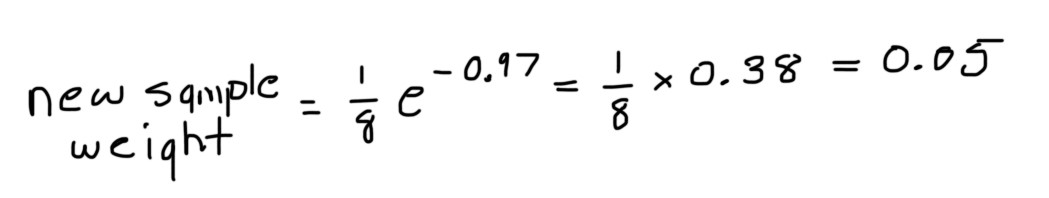 new sample weight = 1/8 e^-0.97 = 1/8 × 0.38 = 0.05